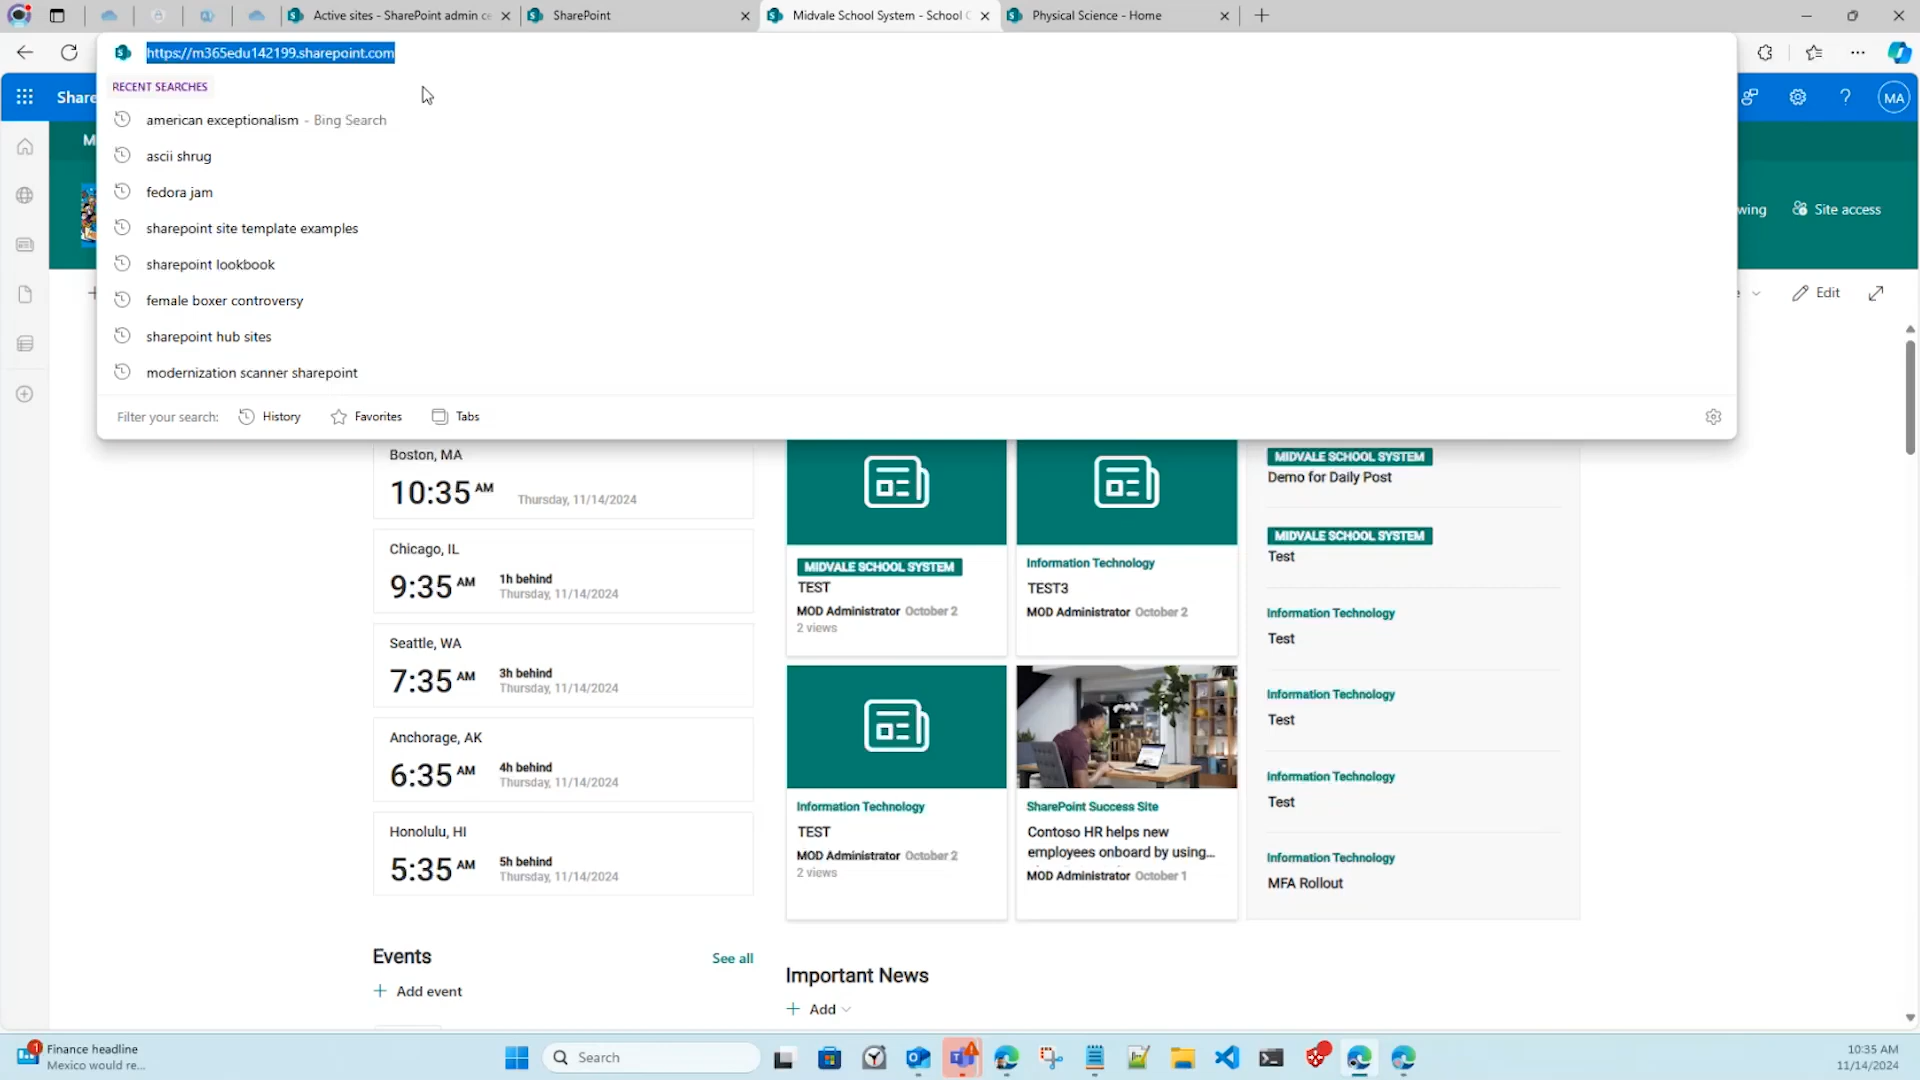 Active sites - SharePoint admin ce
SharePoint
Midvale School System - School C
Physical Science - Home
https://m365edu142199.sharepoint.com
RECENT SEARCHES
american exceptionalism - Bing Search
ascii shrug
fedora jam
sharepoint site template examples
sharepoint lookbook
female boxer controversy
sharepoint hub sites
modernization scanner sharepoint
Filter your search: History Favorites Tabs
Share
MA
M
wing
Site access
Edit
Boston, MA
10:35 AM Thursday, 11/14/2024
Chicago, IL
9:35 AM 1h behind
Thursday, 11/14/2024
Seattle, WA
7:35 AM 3h behind
Thursday, 11/14/2024
Anchorage, AK
6:35 AM 4h behind
Thursday, 11/14/2024
Honolulu, HI
5:35 AM 5h behind
Thursday, 11/14/2024
Events
See all
Add event
MIDVALE SCHOOL SYSTEM
TEST
MOD Administrator October 2
2 views
Information Technology
TEST3
MOD Administrator October 2
Information Technology
TEST
MOD Administrator October 2
2 views
SharePoint Success Site
Contoso HR helps new
employees onboard by using...
MOD Administrator October 1
Important News
Add
MIDVALE SCHOOL SYSTEM
Demo for Daily Post
MIDVALE SCHOOL SYSTEM
Test
Information Technology
Test
Information Technology
Test
Information Technology
Test
Information Technology
MFA Rollout
1
Finance headline
Mexico would re...
Search
10:35 AM
11/14/2024